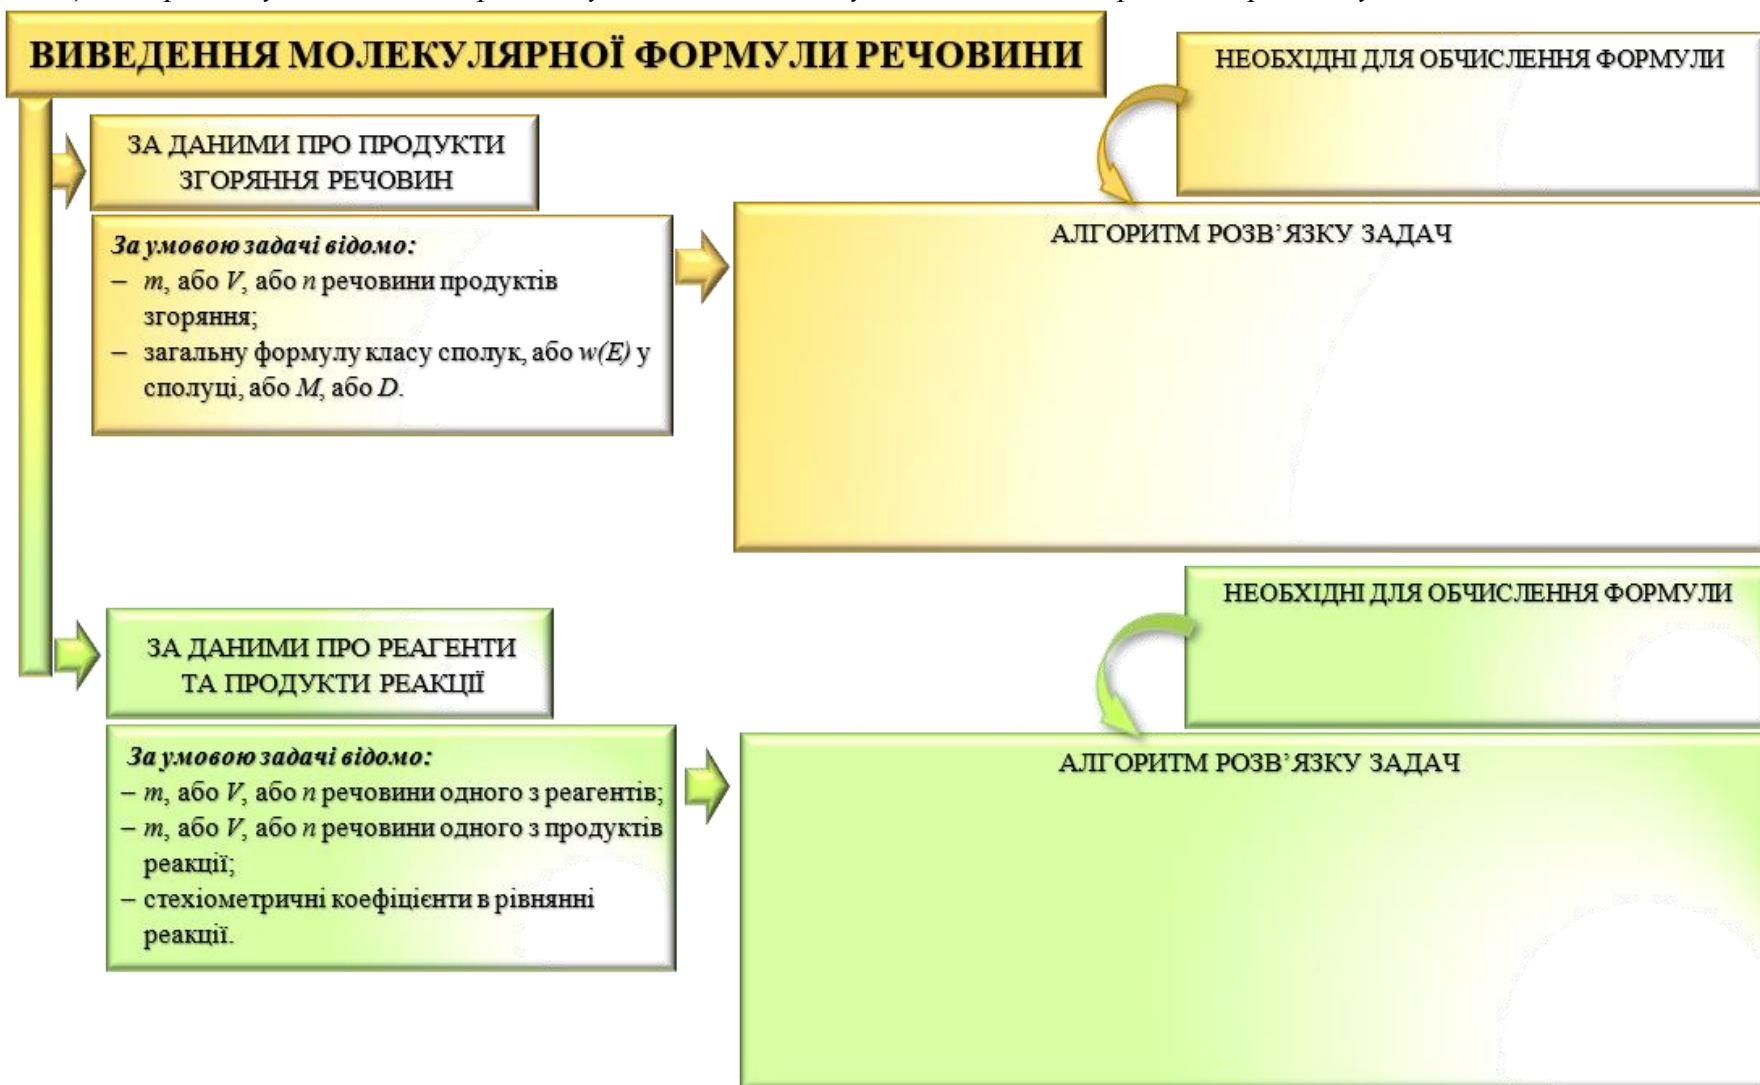 ВИВЕДЕННЯ МОЛЕКУЛЯРНОЇ ФОРМУЛИ РЕЧОВИНИ
НЕОБХІДНІ ДЛЯ ОБЧИСЛЕННЯ ФОРМУЛИ
ЗА ДАНИМИ ПРО ПРОДУКТИ
ЗГОРЯННЯ РЕЧОВИН
За умовою задачі відомо:
– m, або V, або n речовини продуктів
згоряння;
– загальну формулу класу сполук, або w(E) у
сполуці, або M, або D.
АЛГОРИТМ РОЗВ’ЯЗКУ ЗАДАЧ
НЕОБХІДНІ ДЛЯ ОБЧИСЛЕННЯ ФОРМУЛИ
ЗА ДАНИМИ ПРО РЕАГЕНТИ
ТА ПРОДУКТИ РЕАКЦІЇ
За умовою задачі відомо:
– m, або V, або n речовини одного з реагентів;
– m, або V, або n речовини одного з продуктів
реакції;
– стехіометричні коефіцієнти в рівнянні
реакції.
АЛГОРИТМ РОЗВ’ЯЗКУ ЗАДАЧ